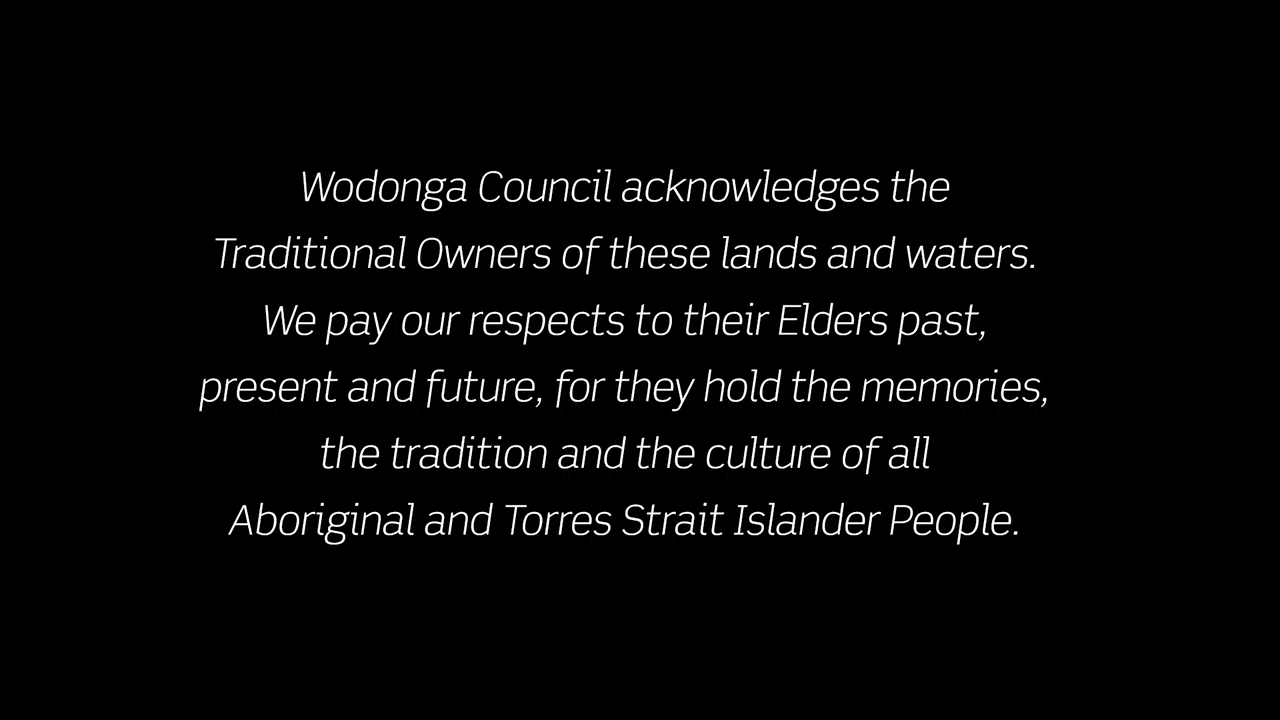 Wodonga Council acknowledges the
Traditional Owners of these lands and waters.
We pay our respects to their Elders past,
present and future, for they hold the memories,
the tradition and the culture of all
Aboriginal and Torres Strait Islander People.